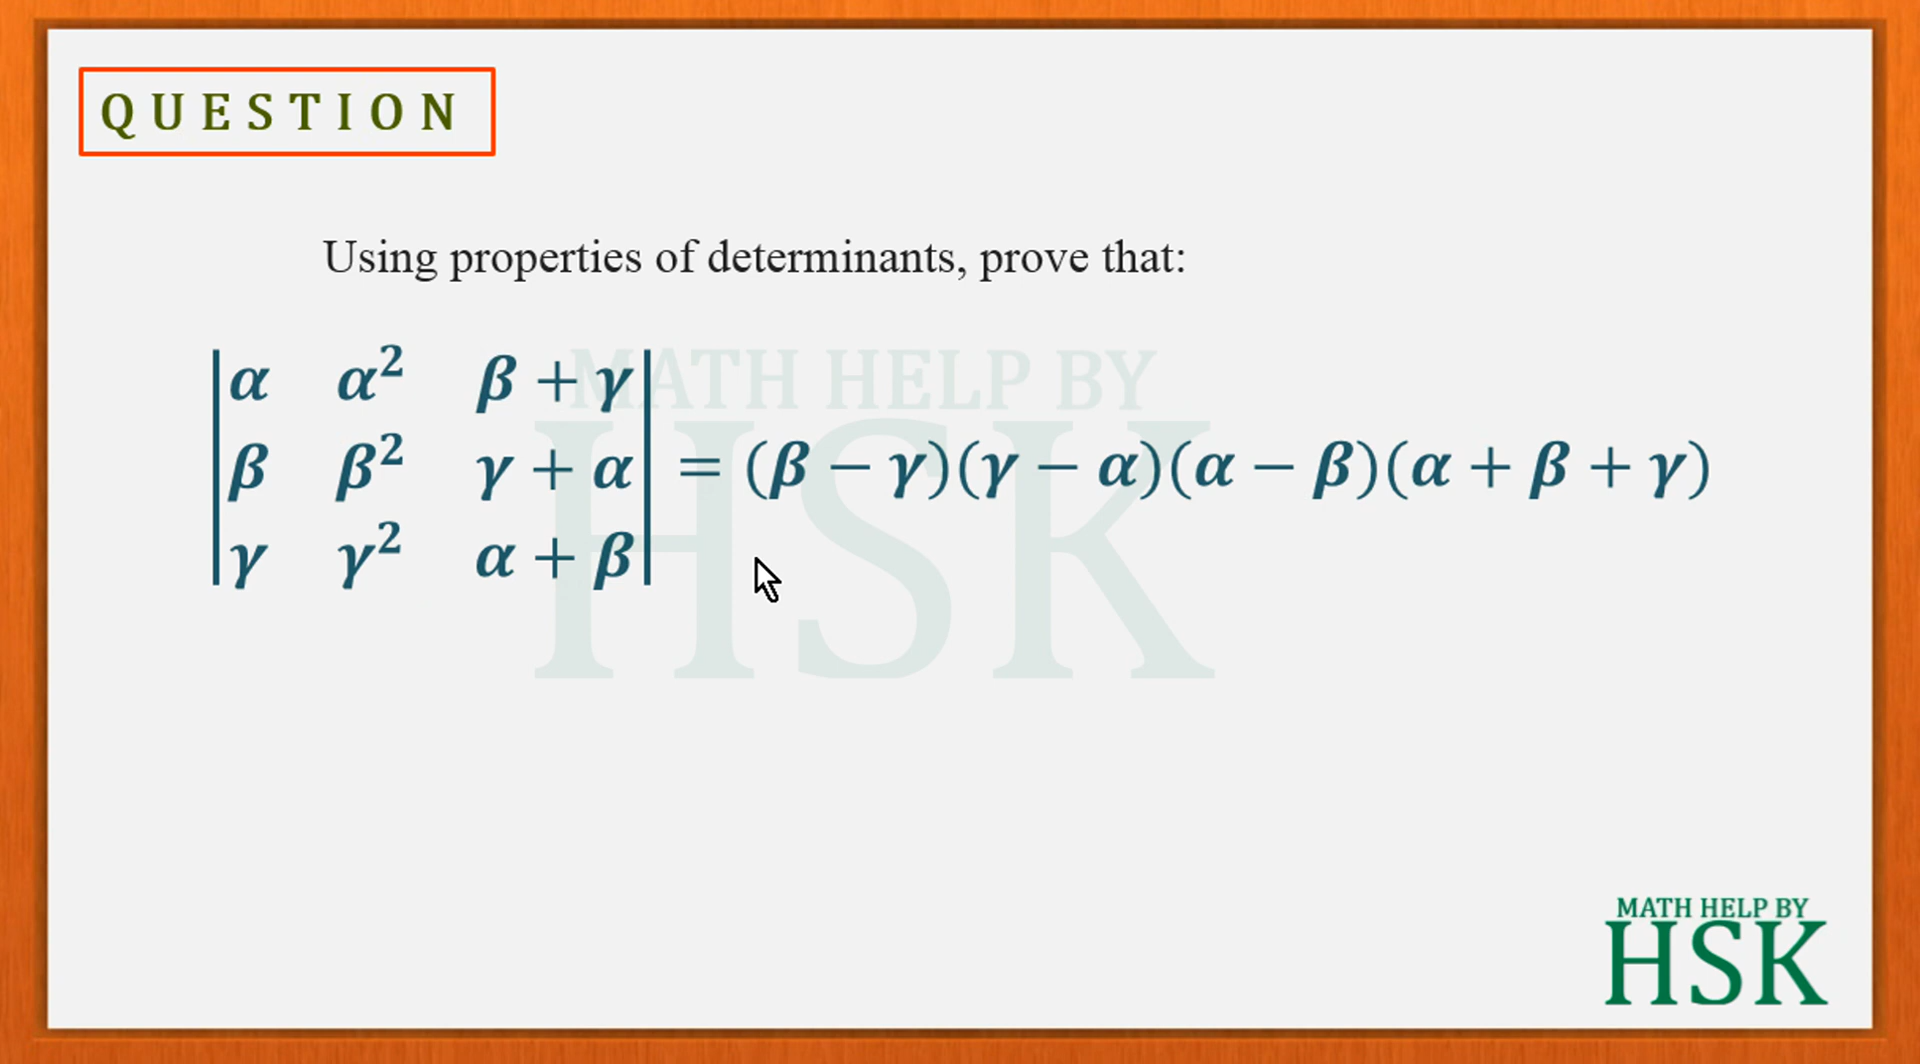 QUESTION
Using properties of determinants, prove that:
|α α² β + γ|
|β β² γ + α| = (β − γ)(γ − α)(α − β)(α + β + γ)
|γ γ² α + β|
MATH HELP BY
HSK
MATH HELP BY
HSK